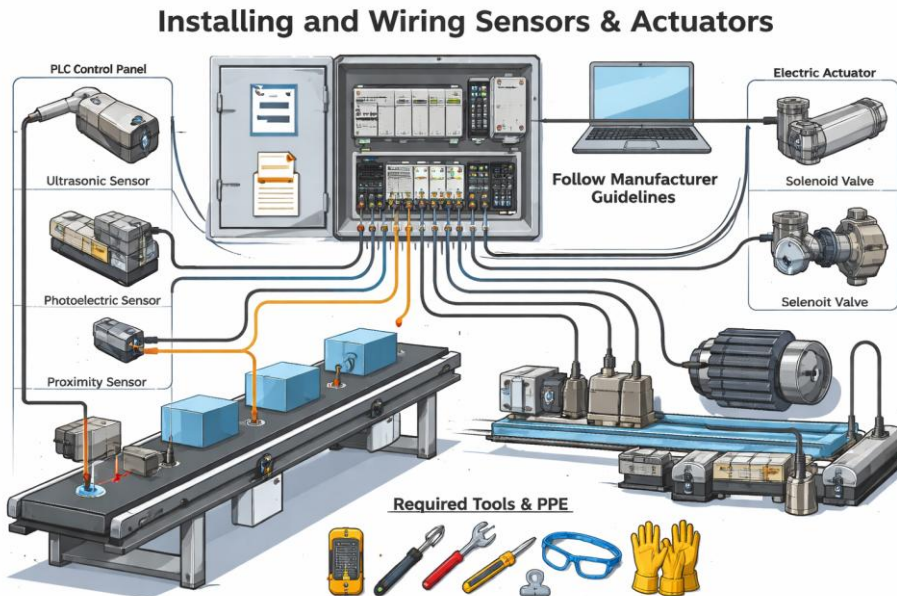 Installing and Wiring Sensors & Actuators
PLC Control Panel
Ultrasonic Sensor
Photoelectric Sensor
Proximity Sensor
Follow Manufacturer
Guidelines
Electric Actuator
Solenoid Valve
Selenoit Valve
Required Tools & PPE